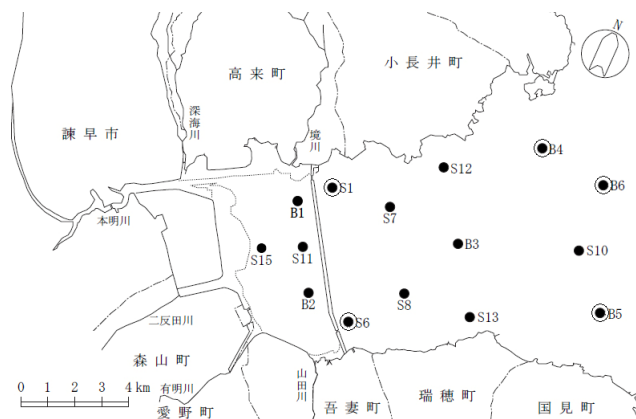 N
小長井町
高来町
深海川
境川
諫早市
B4
S12
B6
S1
B1
S7
本明川
S15
S11
B3
S10
B2
S8
S6
S13
B5
二反田川
森山町
山田川
有明川
瑞穂町
0 1 2 3 4 km
愛野町
吾妻町
国見町